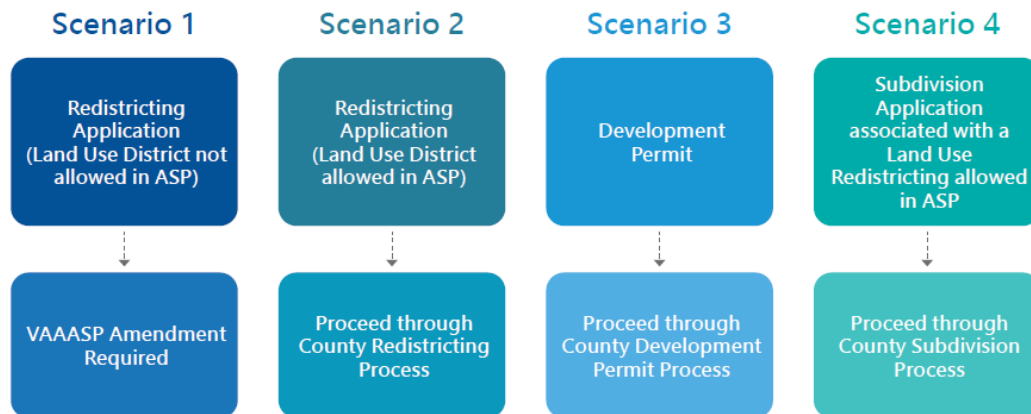 Scenario 1
Redistricting
Application
(Land Use District not
allowed in ASP)
VAAASP Amendment
Required
Scenario 2
Redistricting
Application
(Land Use District
allowed in ASP)
Proceed through
County Redistricting
Process
Scenario 3
Development
Permit
Proceed through
County Development
Permit Process
Scenario 4
Subdivision
Application
associated with a
Land Use
Redistricting allowed
in ASP
Proceed through
County Subdivision
Process